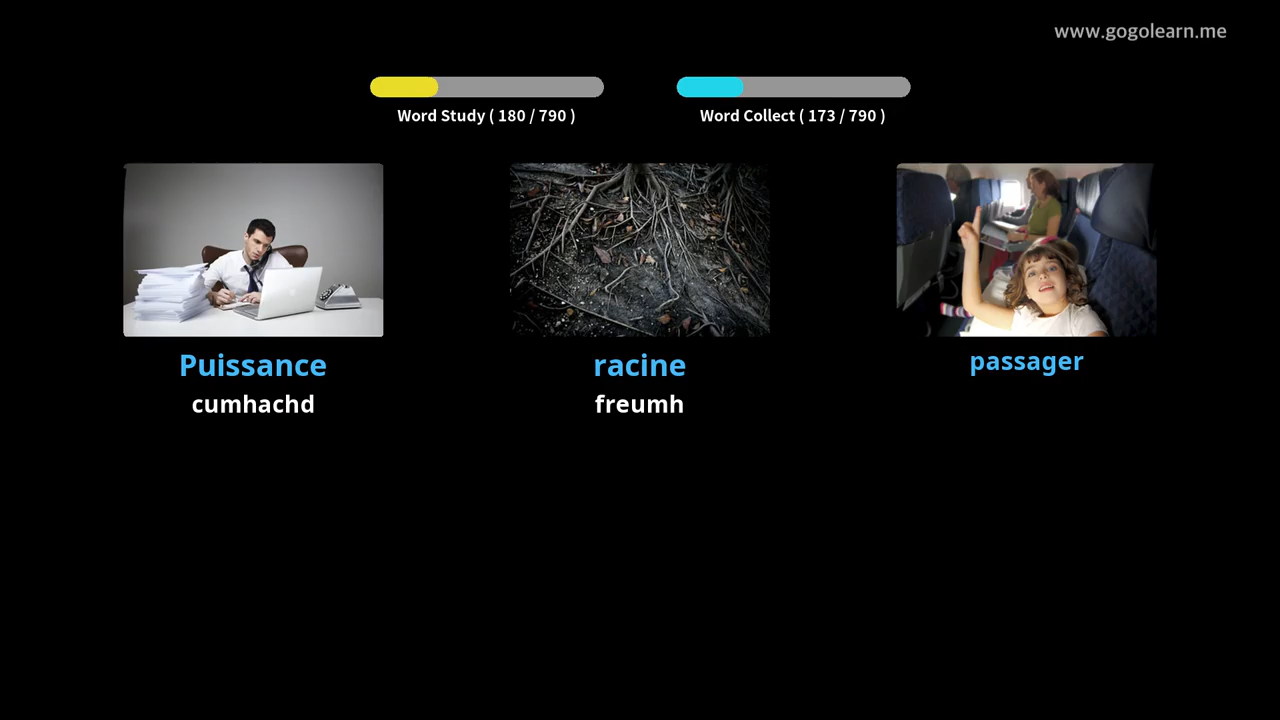 www.gogolearn.me
Word Study ( 180 / 790 )
Word Collect ( 173 / 790 )
Puissance
cumhachd
racine
freumh
passager